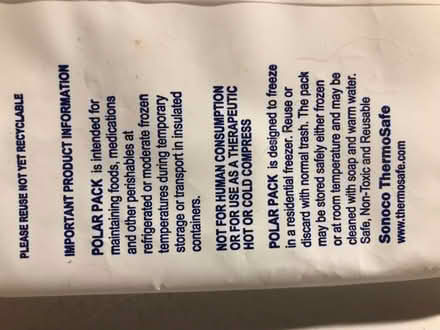 PLEASE REUSE NOT YET RECYCLABLE
IMPORTANT PRODUCT INFORMATION
POLAR PACK is intended for
maintaining foods, medications
and other perishables at
refrigerated or moderate frozen
temperatures during temporary
storage or transport in insulated
containers.
NOT FOR HUMAN CONSUMPTION
OR FOR USE AS A THERAPEUTIC
HOT OR COLD COMPRESS
POLAR PACK is designed to freeze
in a residential freezer. Reuse or
discard with normal trash. The pack
may be stored safely either frozen
or at room temperature and may be
cleaned with soap and warm water.
Safe, Non-Toxic and Reusable
Sonoco ThermoSafe
www.thermosafe.com